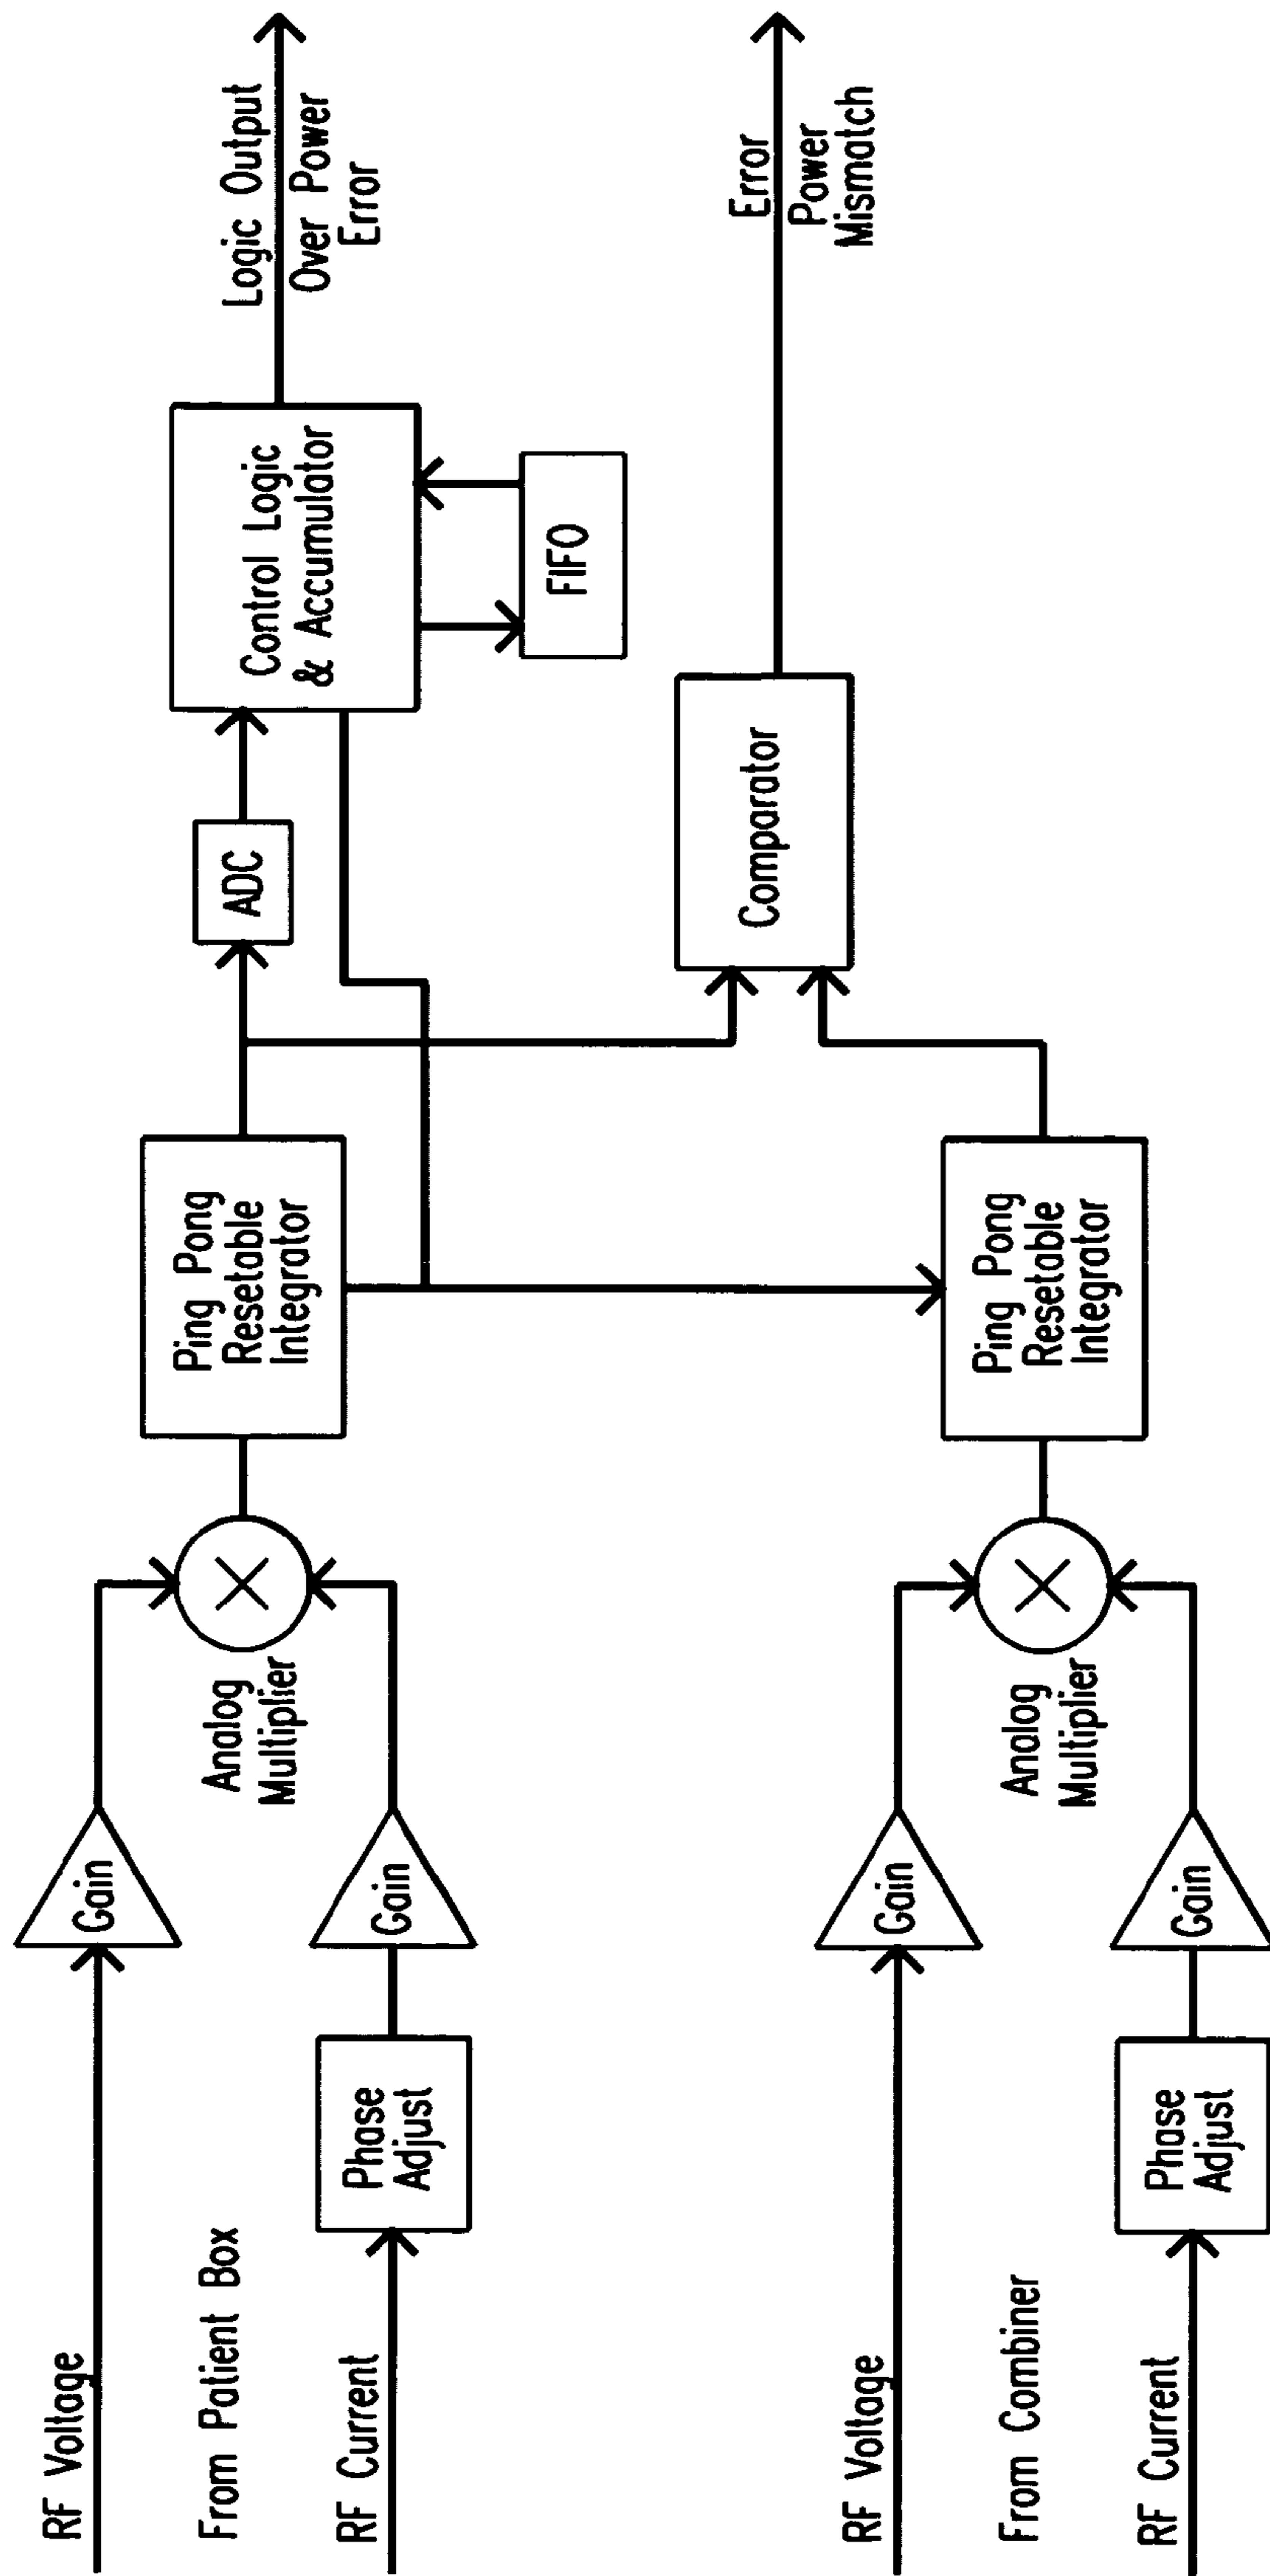 RF Voltage
From Patient Box
RF Current
Phase
Adjust
Gain
Gain
Analog
Multiplier
Ping Pong
Resetable
Integrator
ADC
Control Logic
& Accumulator
FIFO
Logic Output
Over Power
Error
RF Voltage
From Combiner
RF Current
Phase
Adjust
Gain
Gain
Analog
Multiplier
Ping Pong
Resetable
Integrator
Comparator
Error
Power
Mismatch